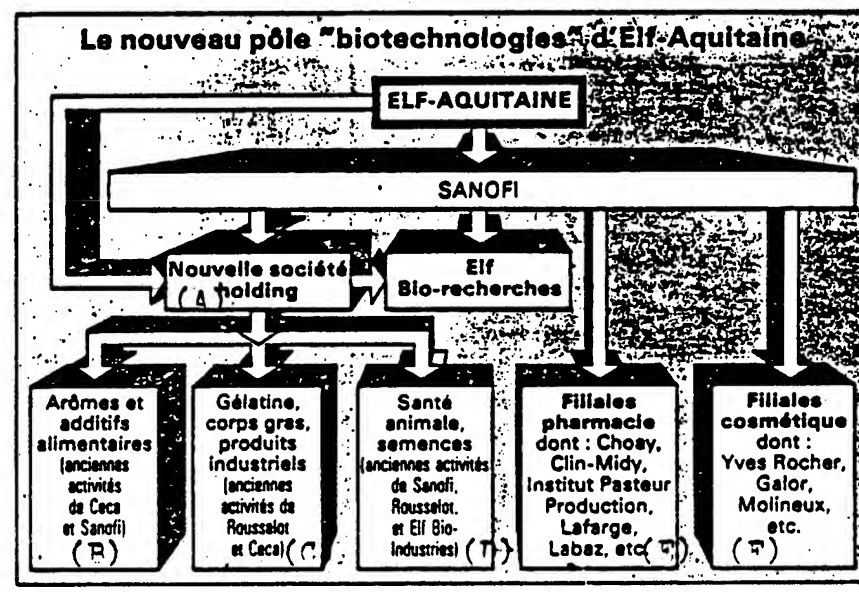 Le nouveau pôle "biotechnologies" d'Elf-Aquitaine
ELF-AQUITAINE
SANOFI
Nouvelle société
holding
(A)
Elf
Bio-recherches
Arômes et
additifs
alimentaires
(anciennes
activités
de Ceca
et Sanofi)
(B)
Gélatine,
corps gras,
produits
industriels
(anciennes
activités de
Rousselot
et Ceca) (C)
Santé
animale,
semences
(anciennes activités
de Sanofi,
Rousselot,
et Elf Bio-
Industries) (D)
Filiales
pharmacie
dont : Choay,
Clin-Midy,
Institut Pasteur
Production,
Lafarge,
Labaz, etc (E)
Filiales
cosmétique
dont :
Yves Rocher,
Galor,
Molineux,
etc.
(F)